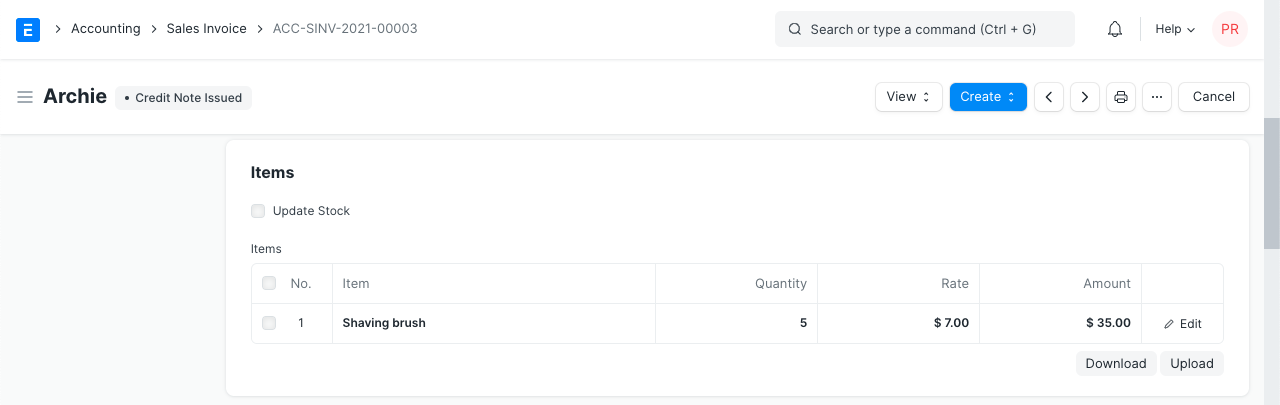 E > Accounting > Sales Invoice > ACC-SINV-2021-00003 Search or type a command (Ctrl + G) Help PR
Archie • Credit Note Issued View Create ... Cancel
Items
Update Stock
Items
No. Item Quantity Rate Amount
1 Shaving brush 5 $ 7.00 $ 35.00 Edit
Download Upload